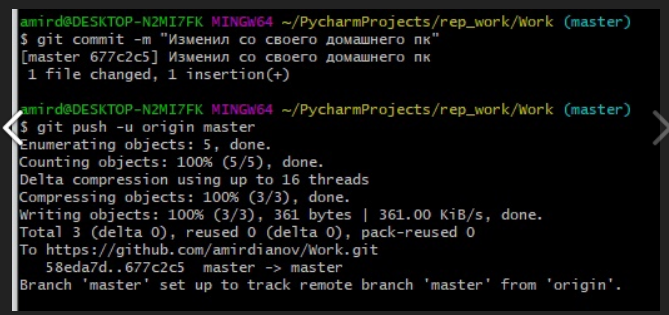 amird@DESKTOP-N2MI7FK MINGW64 ~/PycharmProjects/rep_work/Work (master)
$ git commit -m "Изменил со своего домашнего пк"
[master 677c2c5] Изменил со своего домашнего пк
 1 file changed, 1 insertion(+)
amird@DESKTOP-N2MI7FK MINGW64 ~/PycharmProjects/rep_work/Work (master)
$ git push -u origin master
Enumerating objects: 5, done.
Counting objects: 100% (5/5), done.
Delta compression using up to 16 threads
Compressing objects: 100% (3/3), done.
Writing objects: 100% (3/3), 361 bytes | 361.00 KiB/s, done.
Total 3 (delta 0), reused 0 (delta 0), pack-reused 0
To https://github.com/amirdianov/Work.git
   58eda7d..677c2c5  master -> master
Branch 'master' set up to track remote branch 'master' from 'origin'.